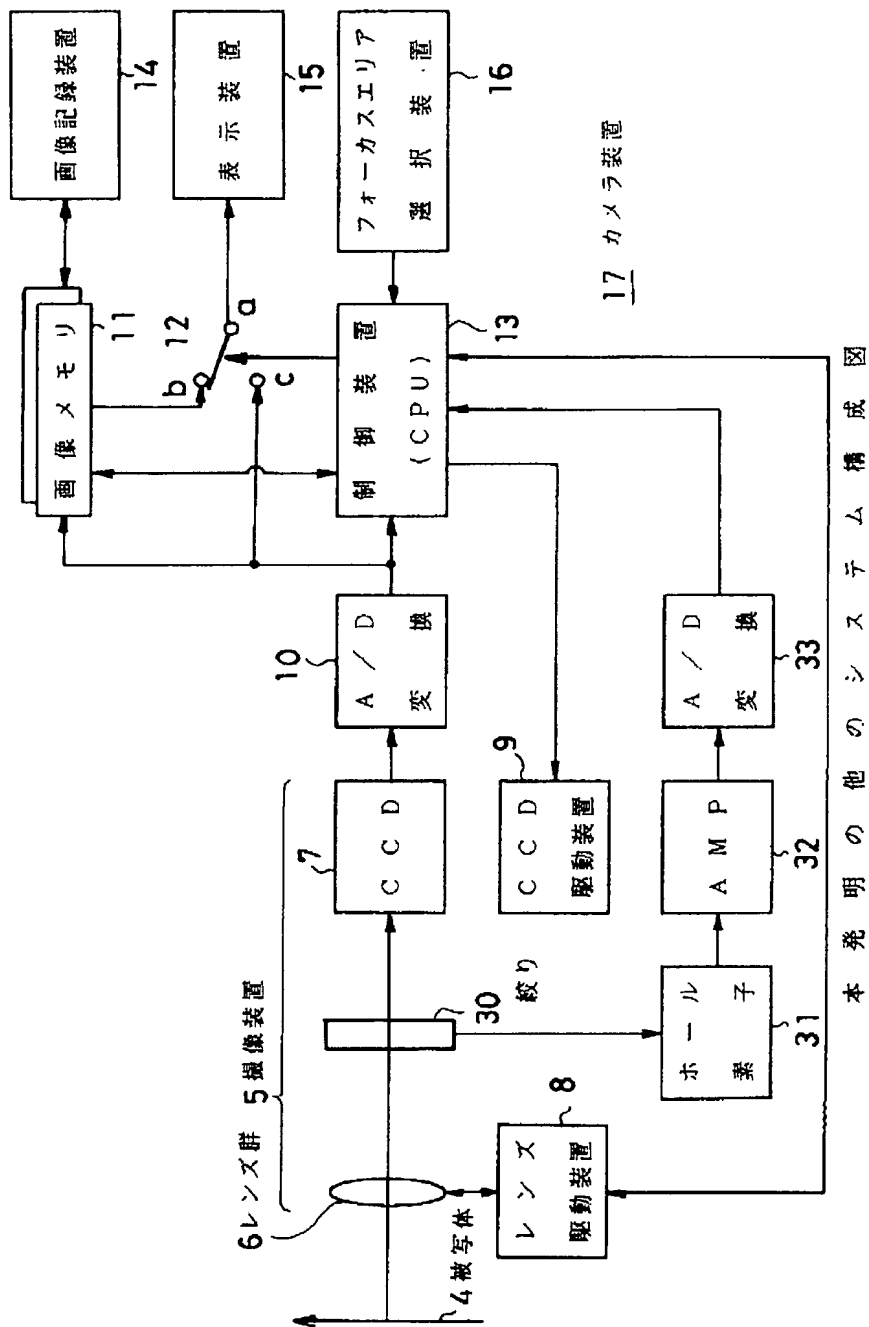 4 被写体
6 レンズ群
5 撮像装置
レンズ
駆動装置
8
30
絞り
7
CCD
CCD
駆動装置
9
10
A/D
変換
ホール
素子
31
AMP
32
A/D
変換
33
画像メモリ
11
12
a
b
c
制御装置
(CPU)
13
画像記録装置
14
表示装置
15
フォーカスエリア
選択装置
16
17 カメラ装置
本発明の他のシステム構成図